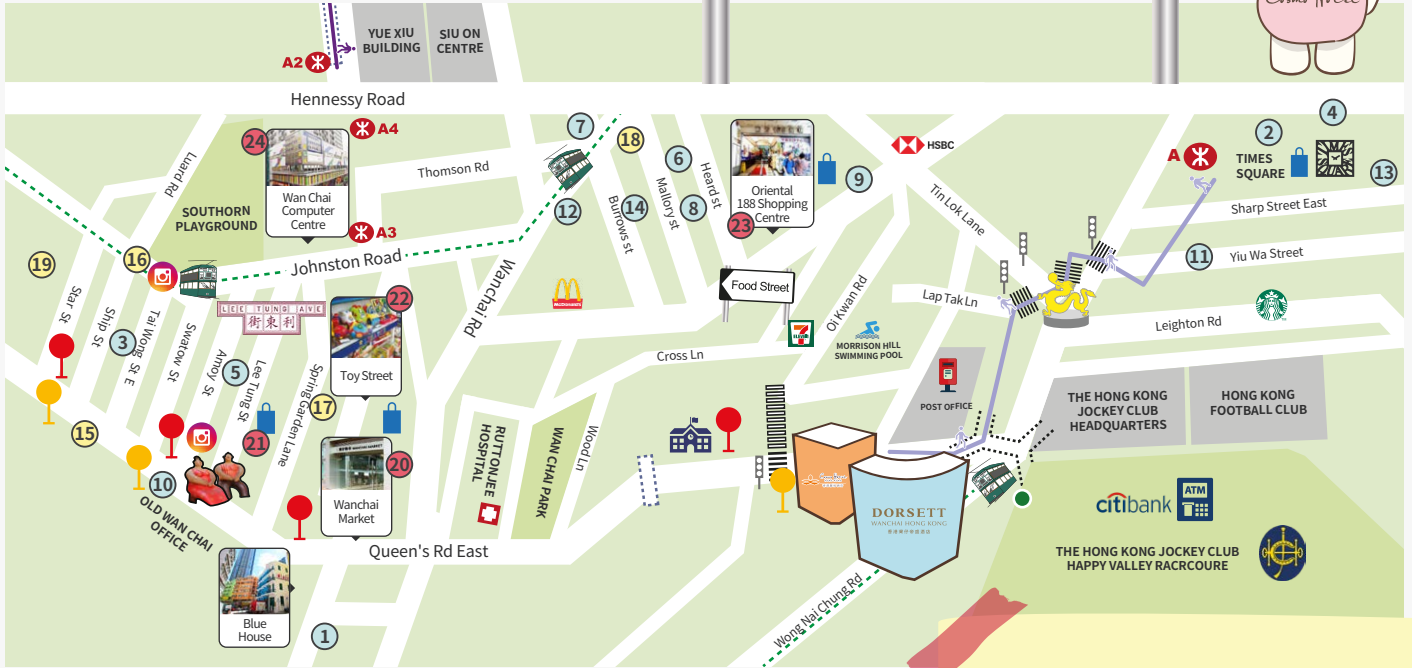 Cosmo Hotel
YUE XIU
BUILDING
SIU ON
CENTRE
A2
Hennessy Road
24
A4
7
18
4
2
A
TIMES
SQUARE
13
HSBC
Luard Rd
Thomson Rd
6
Heard st
9
Wan Chai
Computer
Centre
Oriental
188 Shopping
Centre
23
SOUTHORN
PLAYGROUND
12
Burrows st
14
Mallory st
8
Tin Lok Lane
Sharp Street East
A3
Johnston Road
19
16
11
Yiu Wa Street
Star St
Ship St
3
Tai Wong St E
Swatow St
Amoy St
5
Lee Tung St
Spring Garden Lane
LEE TUNG AVE
街東利
22
Toy Street
Wanchai Rd
McDONALD'S
Food Street
7
ELEVEN
Oi Kwan Rd
Lap Tak Ln
Leighton Rd
MORRISON HILL
SWIMMING POOL
Cross Ln
17
15
21
POST OFFICE
THE HONG KONG
JOCKEY CLUB
HEADQUARTERS
HONG KONG
FOOTBALL CLUB
20
Wanchai
Market
RUTTONJEE
HOSPITAL
WAN CHAI PARK
Wood Ln
10
OLD WAN CHAI
OFFICE
DORSETT
WANCHAI HONG KONG
citibank
ATM
Queen's Rd East
THE HONG KONG JOCKEY CLUB
HAPPY VALLEY RACRCOURE
Blue
House
1
Wong Nai Chung Rd